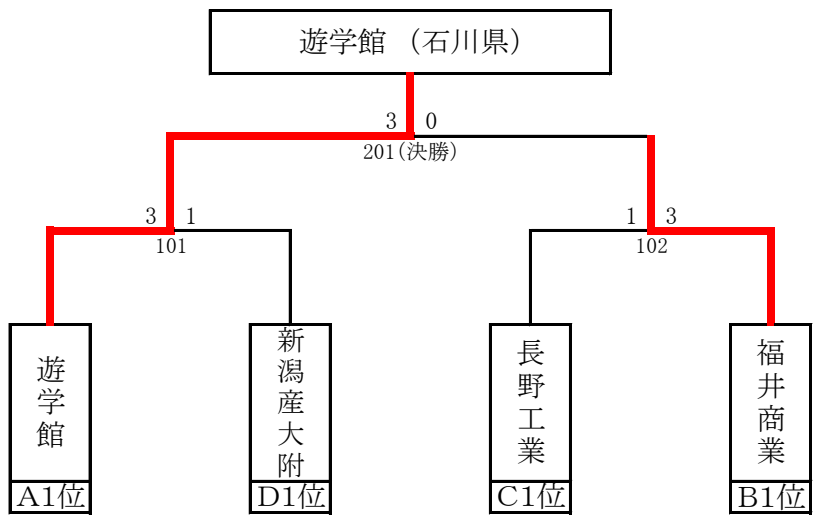 遊学館 （石川県）
3 0
201(決勝)
3 1
101
1 3
102
遊学館
新潟産大附
長野工業
福井商業
A1位
D1位
C1位
B1位